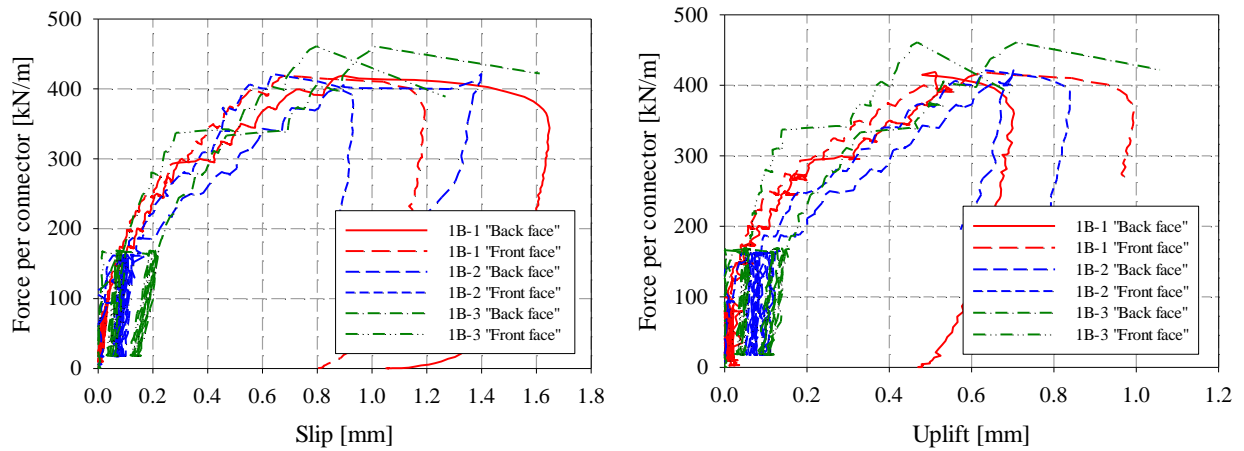 Force per connector [kN/m]
500
400
300
200
100
0
0.0 0.2 0.4 0.6 0.8 1.0 1.2 1.4 1.6 1.8
Slip [mm]
1B-1 "Back face"
1B-1 "Front face"
1B-2 "Back face"
1B-2 "Front face"
1B-3 "Back face"
1B-3 "Front face"
Force per connector [kN/m]
500
400
300
200
100
0
0.0 0.2 0.4 0.6 0.8 1.0 1.2
Uplift [mm]
1B-1 "Back face"
1B-1 "Front face"
1B-2 "Back face"
1B-2 "Front face"
1B-3 "Back face"
1B-3 "Front face"